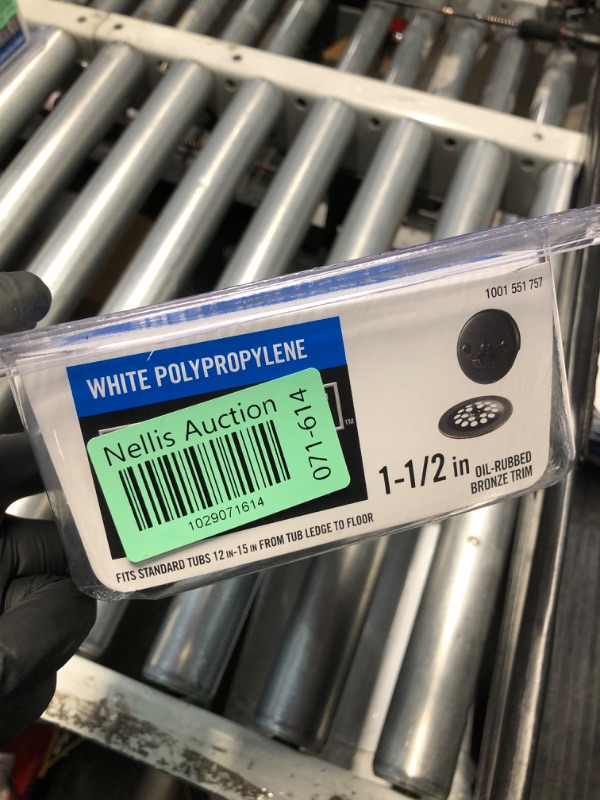 1001 551 757
WHITE POLYPROPYLENE
TM
Nellis Auction
071-614
1029071614
1-1/2 in OIL-RUBBED
BRONZE TRIM
FITS STANDARD TUBS 12 IN-15 IN FROM TUB LEDGE TO FLOOR